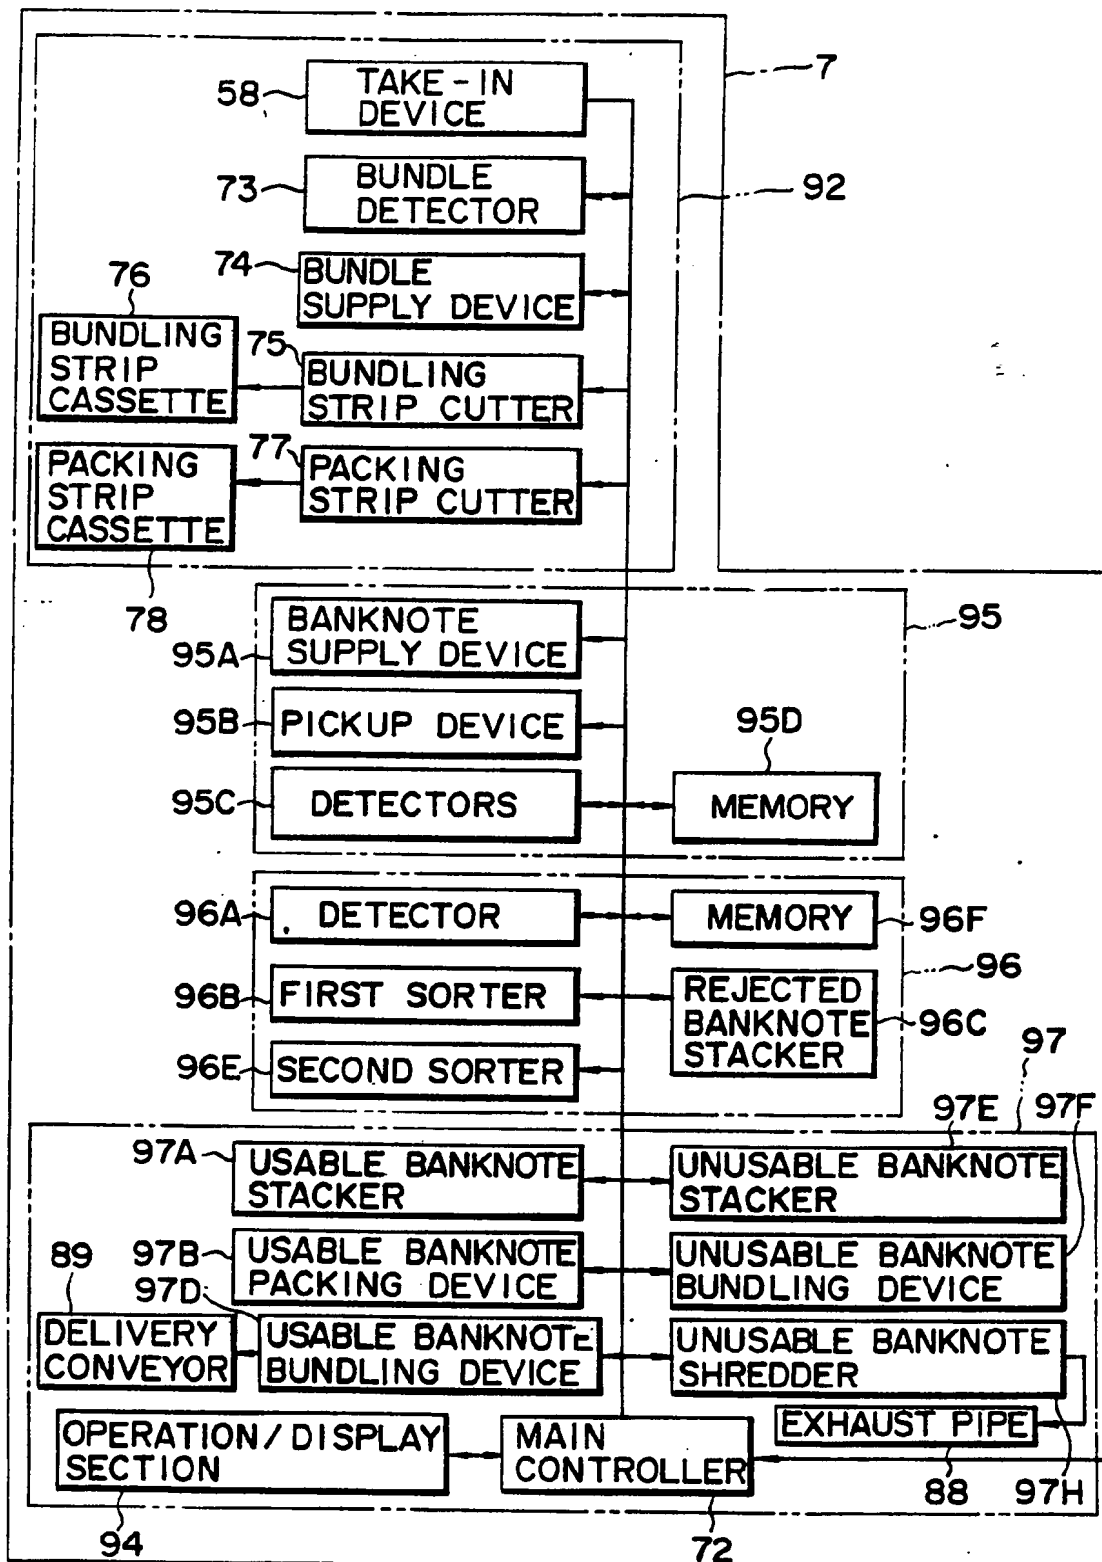 7
58
TAKE-IN
DEVICE
73
BUNDLE
DETECTOR
92
74
BUNDLE
SUPPLY DEVICE
76
BUNDLING
STRIP
CASSETTE
75
BUNDLING
STRIP CUTTER
PACKING
STRIP
CASSETTE
77
PACKING
STRIP CUTTER
78
95
95A
BANKNOTE
SUPPLY DEVICE
95B
PICKUP DEVICE
95D
95C
DETECTORS
MEMORY
96A
DETECTOR
MEMORY
96F
96
96B
FIRST SORTER
REJECTED
BANKNOTE
STACKER
96C
96E
SECOND SORTER
97
97E
97F
97A
USABLE BANKNOTE
STACKER
UNUSABLE BANKNOTE
STACKER
97B
USABLE BANKNOTE
PACKING DEVICE
UNUSABLE BANKNOTE
BUNDLING DEVICE
89
97D
DELIVERY
CONVEYOR
USABLE BANKNOTE
BUNDLING DEVICE
UNUSABLE BANKNOTE
SHREDDER
EXHAUST PIPE
OPERATION/DISPLAY
SECTION
MAIN
CONTROLLER
88
97H
94
72